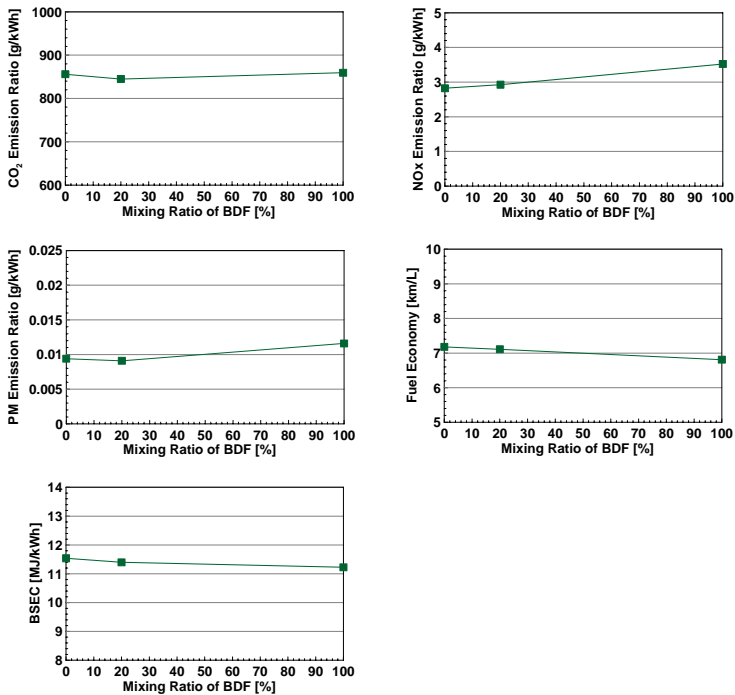 CO2 Emission Ratio [g/kWh]
1000
900
800
700
600
0 10 20 30 40 50 60 70 80 90 100
Mixing Ratio of BDF [%]
NOx Emission Ratio [g/kWh]
5
4
3
2
1
0
0 10 20 30 40 50 60 70 80 90 100
Mixing Ratio of BDF [%]
PM Emission Ratio [g/kWh]
0.025
0.02
0.015
0.01
0.005
0
0 10 20 30 40 50 60 70 80 90 100
Mixing Ratio of BDF [%]
Fuel Economy [km/L]
10
9
8
7
6
5
0 10 20 30 40 50 60 70 80 90 100
Mixing Ratio of BDF [%]
BSEC [MJ/kWh]
14
13
12
11
10
9
8
0 10 20 30 40 50 60 70 80 90 100
Mixing Ratio of BDF [%]